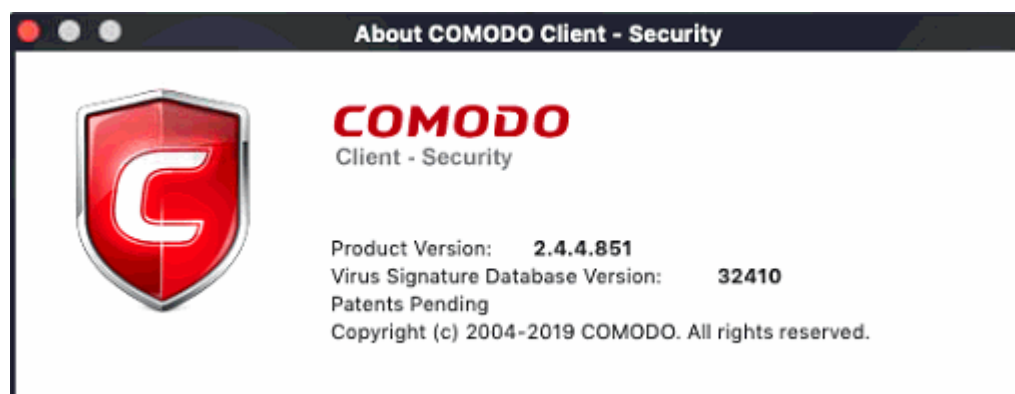 About COMODO Client - Security
COMODO
Client - Security
Product Version: 2.4.4.851
Virus Signature Database Version: 32410
Patents Pending
Copyright (c) 2004-2019 COMODO. All rights reserved.